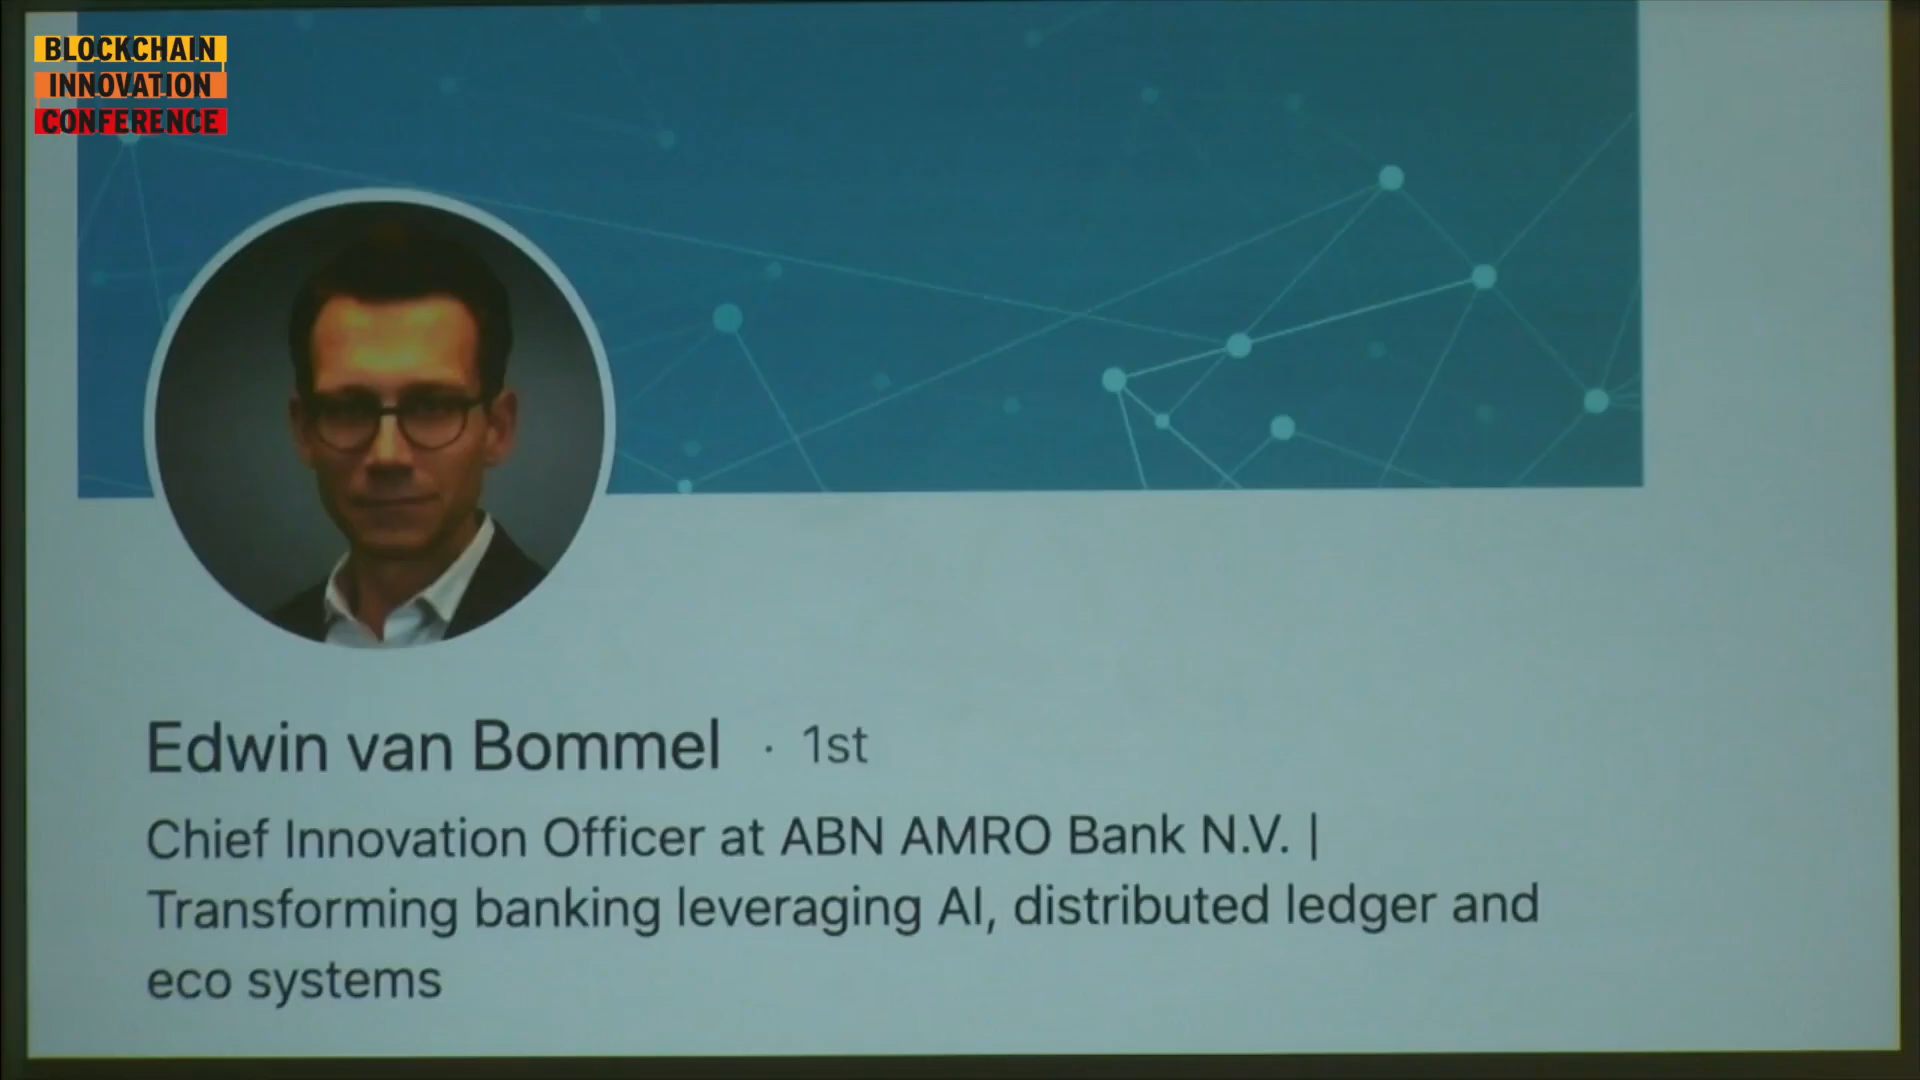 BLOCKCHAIN
INNOVATION
CONFERENCE
Edwin van Bommel · 1st
Chief Innovation Officer at ABN AMRO Bank N.V. |
Transforming banking leveraging AI, distributed ledger and
eco systems